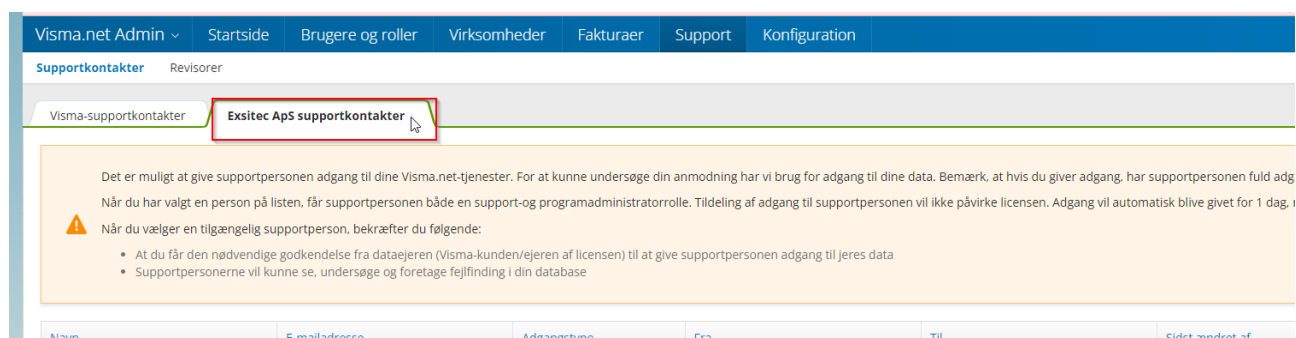 Visma.net Admin Startside Brugere og roller Virksomheder Fakturaer Support Konfiguration
Supportkontakter Revisorer
Visma-supportkontakter Exsitec ApS supportkontakter
Det er muligt at give supportpersonen adgang til dine Visma.net-tjenester. For at kunne undersøge din anmodning har vi brug for adgang til dine data. Bemærk, at hvis du giver adgang, har supportpersonen fuld adg
Når du har valgt en person på listen, får supportpersonen både en support-og programadministratorrolle. Tildeling af adgang til supportpersonen vil ikke påvirke licensen. Adgang vil automatisk blive givet for 1 dag,
Når du vælger en tilgængelig supportperson, bekræfter du følgende:
At du får den nødvendige godkendelse fra dataejeren (Visma-kunden/ejeren af licensen) til at give supportpersonen adgang til jeres data
Supportpersonerne vil kunne se, undersøge og foretage fejlfinding i din database
Navn E-mailadresse Adgangstype Fra Til Sidst ændret af